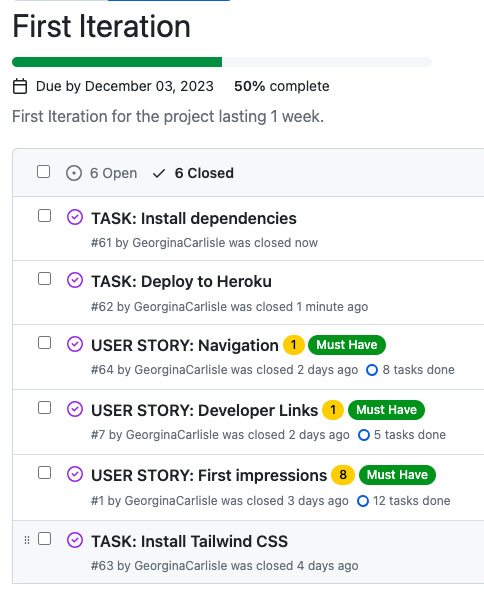 First Iteration
Due by December 03, 2023 50% complete
First Iteration for the project lasting 1 week.
6 Open 6 Closed
TASK: Install dependencies
#61 by GeorginaCarlisle was closed now
TASK: Deploy to Heroku
#62 by GeorginaCarlisle was closed 1 minute ago
USER STORY: Navigation 1 Must Have
#64 by GeorginaCarlisle was closed 2 days ago 8 tasks done
USER STORY: Developer Links 1 Must Have
#7 by GeorginaCarlisle was closed 2 days ago 5 tasks done
USER STORY: First impressions 8 Must Have
#1 by GeorginaCarlisle was closed 3 days ago 12 tasks done
TASK: Install Tailwind CSS
#63 by GeorginaCarlisle was closed 4 days ago